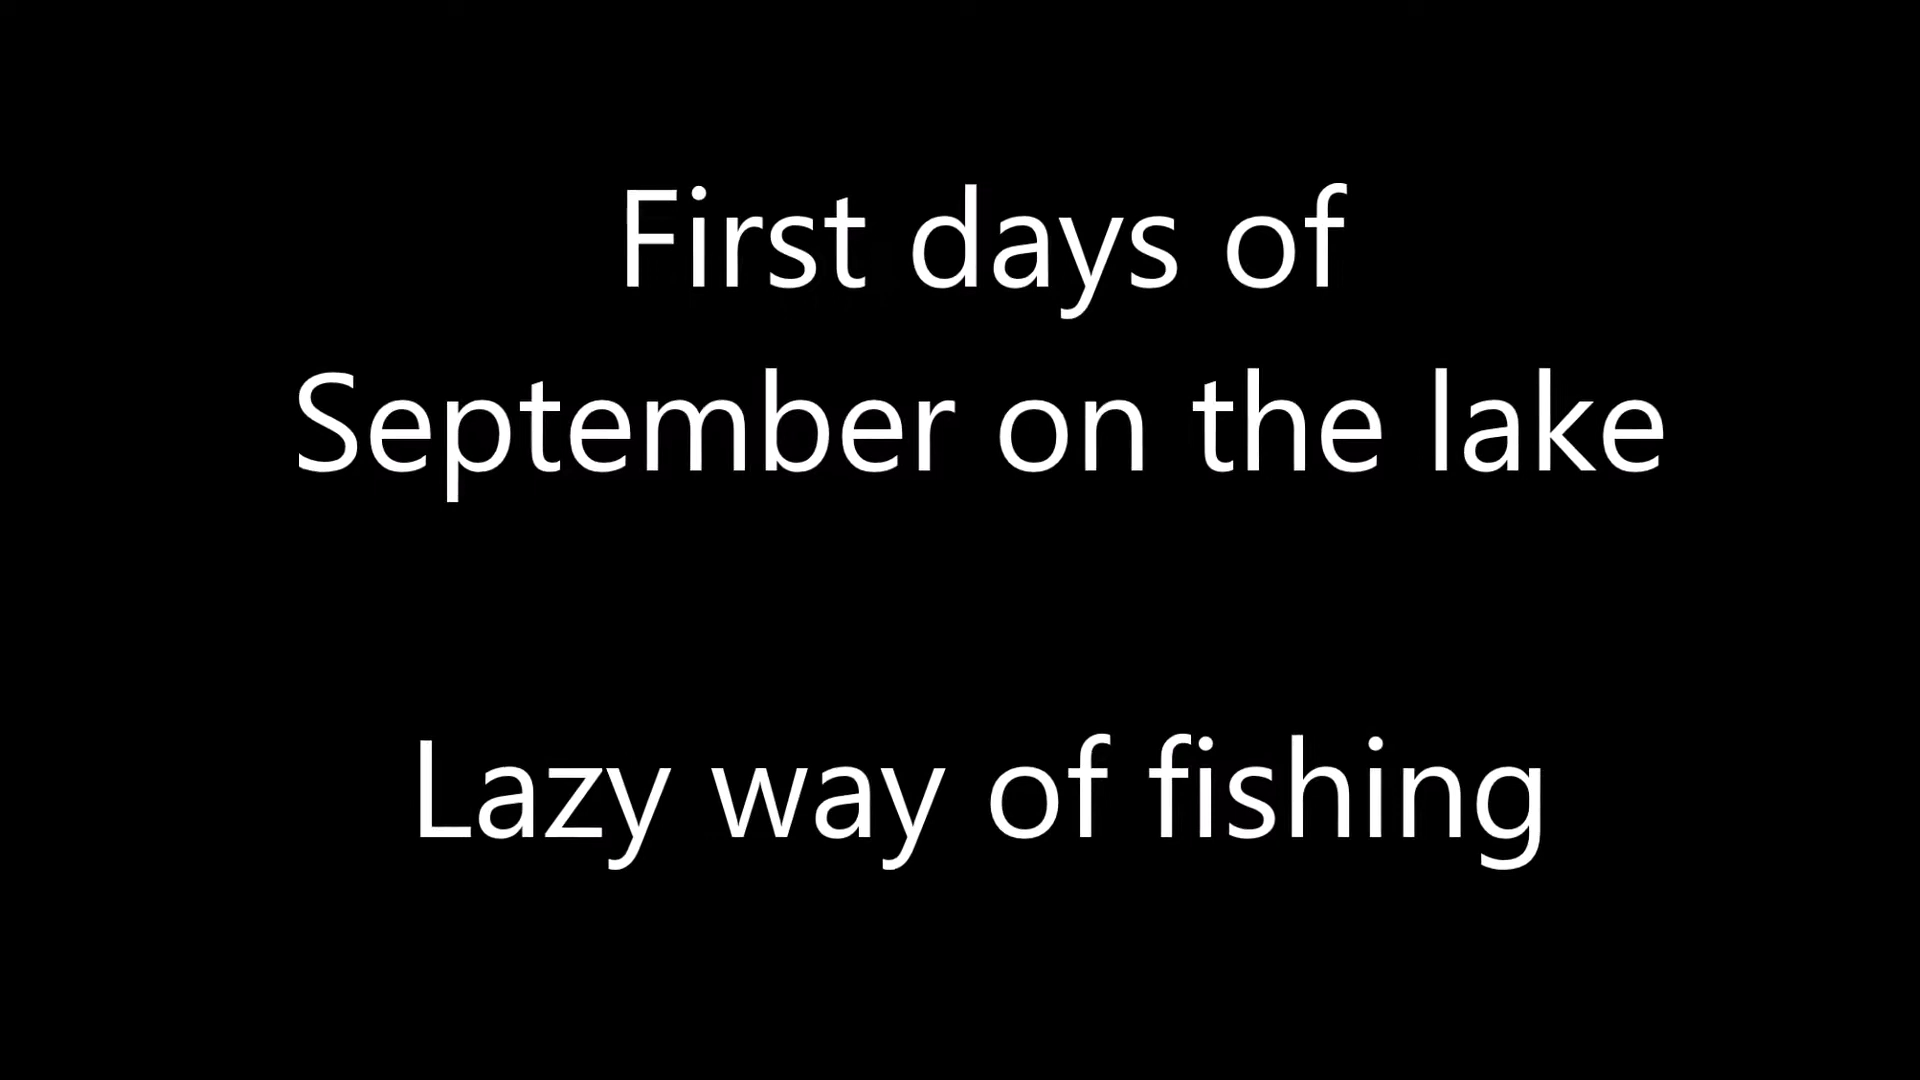 First days of
September on the lake
Lazy way of fishing